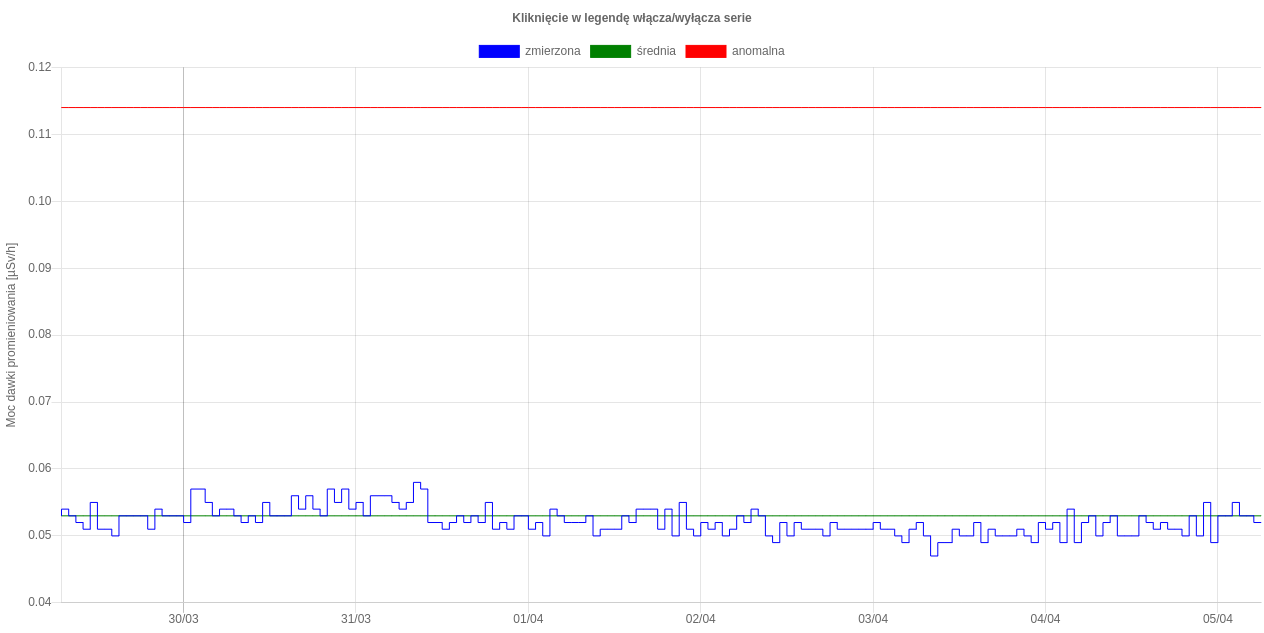 Kliknięcie w legendę włącza/wyłącza serie
zmierzona średnia anomalna
Moc dawki promieniowania [µSv/h]
0.12
0.11
0.10
0.09
0.08
0.07
0.06
0.05
0.04
30/03 31/03 01/04 02/04 03/04 04/04 05/04